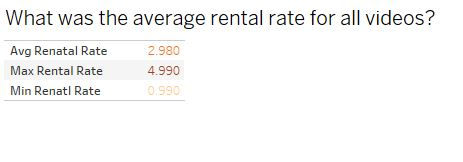 What was the average rental rate for all videos?
Avg Renatal Rate 2.980
Max Rental Rate 4.990
Min Renatl Rate 0.990